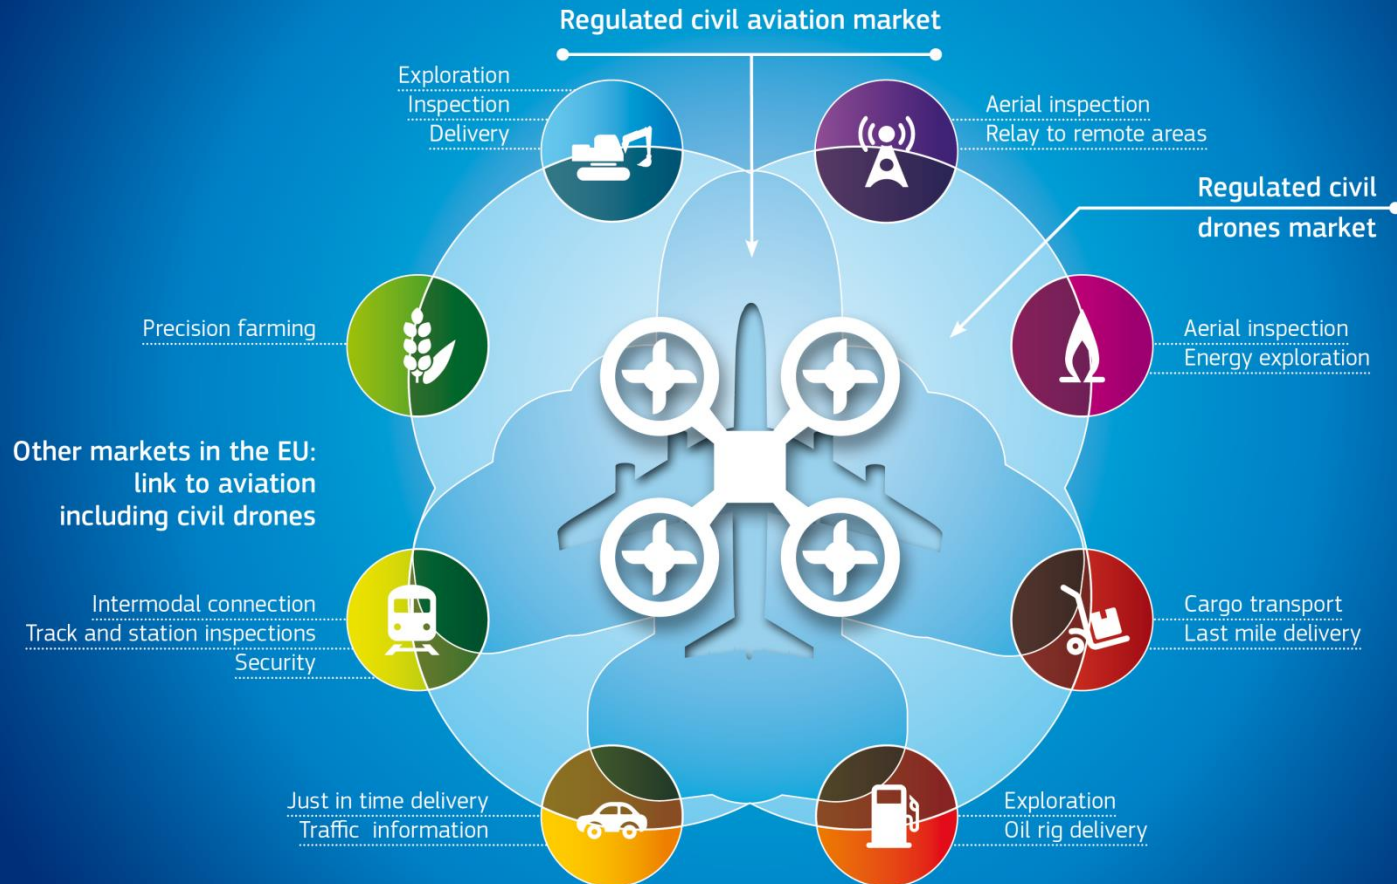 Regulated civil aviation market
Exploration
Inspection
Delivery
Aerial inspection
Relay to remote areas
Regulated civil
drones market
Precision farming
Aerial inspection
Energy exploration
Other markets in the EU:
link to aviation
including civil drones
Intermodal connection
Track and station inspections
Security
Cargo transport
Last mile delivery
Just in time delivery
Traffic information
Exploration
Oil rig delivery